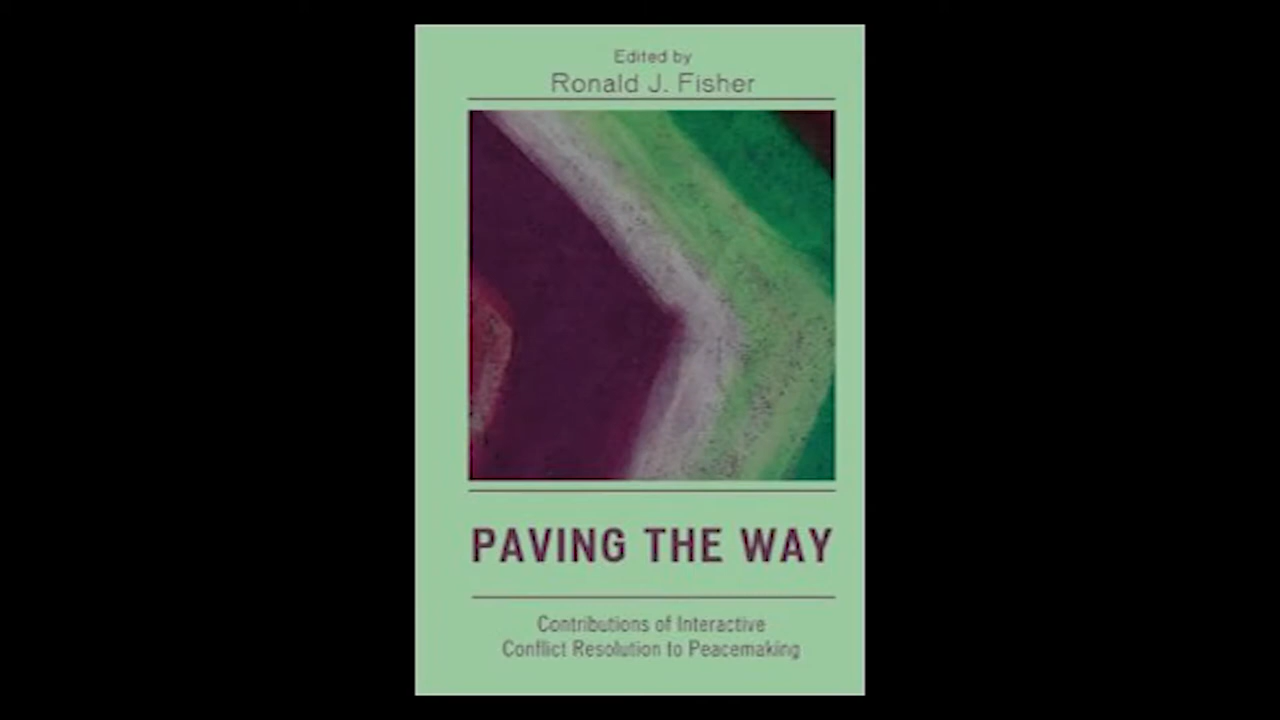 Edited by
Ronald J. Fisher
PAVING THE WAY
Contributions of Interactive
Conflict Resolution to Peacemaking